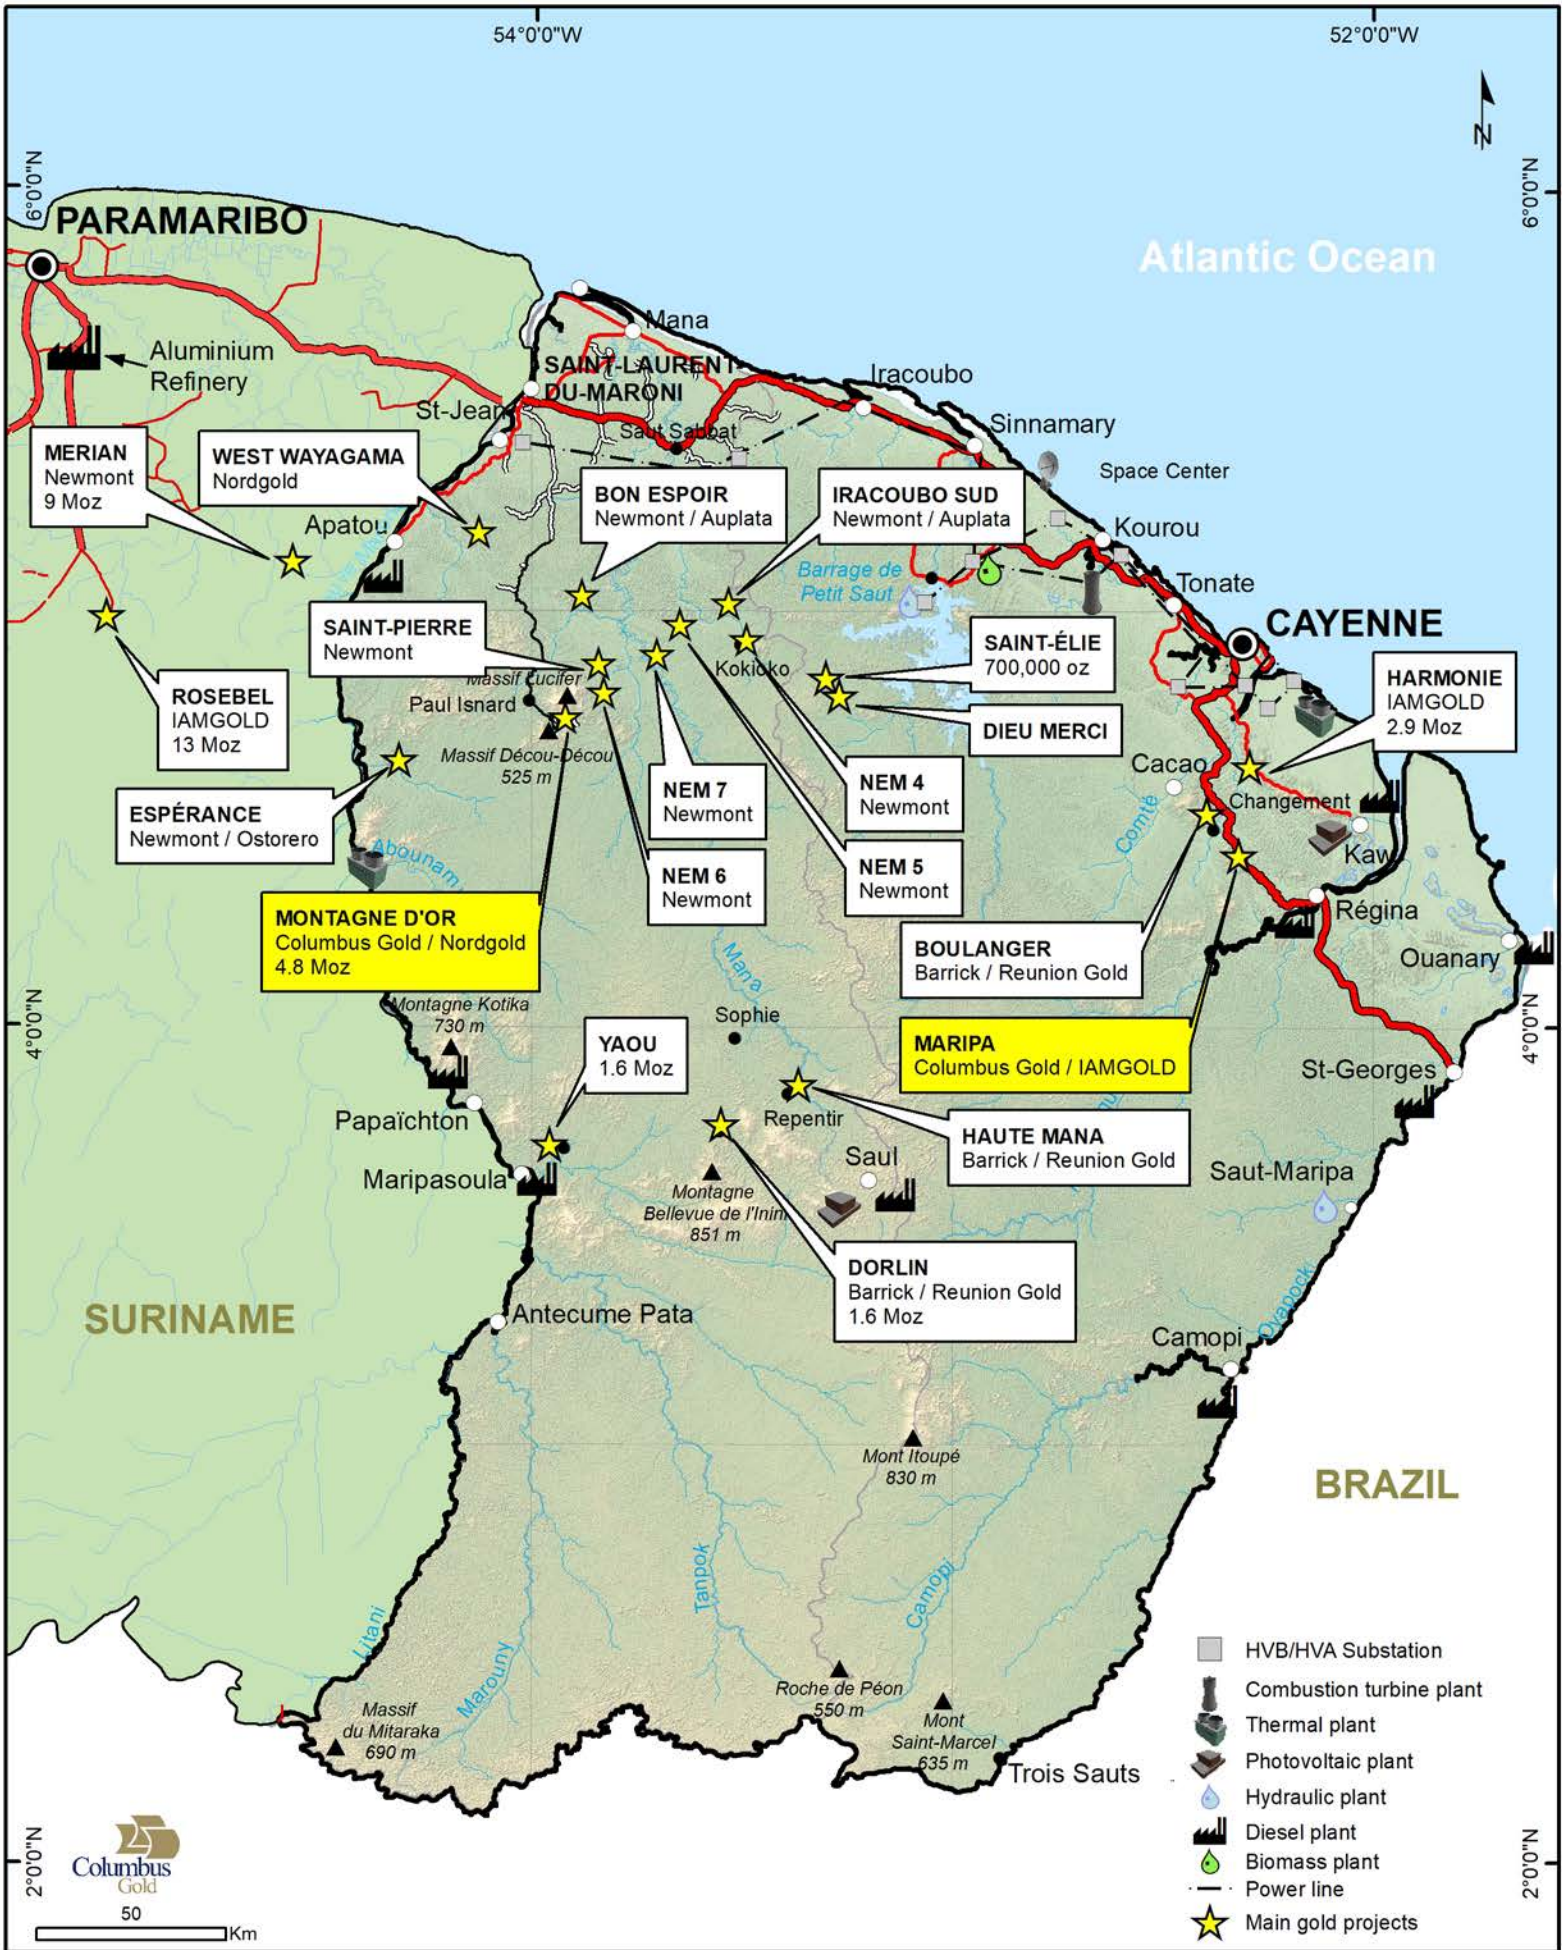 54°0'0"W
52°0'0"W
N
6°0'0"N
6°0'0"N
PARAMARIBO
Atlantic Ocean
Mana
Aluminium
Refinery
SAINT-LAURENT-
DU-MARONI
Iracoubo
St-Jean
Saut Sabbat
Sinnamary
Space Center
MERIAN
Newmont
9 Moz
WEST WAYAGAMA
Nordgold
BON ESPOIR
Newmont / Auplata
IRACOUBO SUD
Newmont / Auplata
Apatou
Kourou
Barrage de
Petit Saut
Tonate
CAYENNE
SAINT-PIERRE
Newmont
SAINT-ÉLIE
700,000 oz
Kokioko
HARMONIE
IAMGOLD
2.9 Moz
ROSEBEL
IAMGOLD
13 Moz
Massif Lucifer
Paul Isnard
DIEU MERCI
Massif Décou-Décou
525 m
NEM 7
Newmont
NEM 4
Newmont
Cacao
Changement
ESPÉRANCE
Newmont / Ostorero
Comté
Abounam
Kaw
NEM 6
Newmont
NEM 5
Newmont
MONTAGNE D'OR
Columbus Gold / Nordgold
4.8 Moz
Régina
BOULANGER
Barrick / Reunion Gold
Ouanary
Mana
Montagne Kotika
730 m
Sophie
4°0'0"N
4°0'0"N
YAOU
1.6 Moz
MARIPA
Columbus Gold / IAMGOLD
St-Georges
Papaïchton
Repentir
HAUTE MANA
Barrick / Reunion Gold
Maripasoula
Saul
Saut-Maripa
Montagne
Bellevue de l'Inini
851 m
DORLIN
Barrick / Reunion Gold
1.6 Moz
SURINAME
Antecume Pata
Oyapock
Camopi
Mont Itoupé
830 m
BRAZIL
Tanpok
Camopi
Litani
Marouny
Roche de Péon
550 m
Massif
du Mitaraka
690 m
Mont
Saint-Marcel
635 m
Trois Sauts
HVB/HVA Substation
Combustion turbine plant
Thermal plant
Photovoltaic plant
Hydraulic plant
Diesel plant
Biomass plant
Power line
Main gold projects
2°0'0"N
2°0'0"N
Columbus
Gold
50
Km